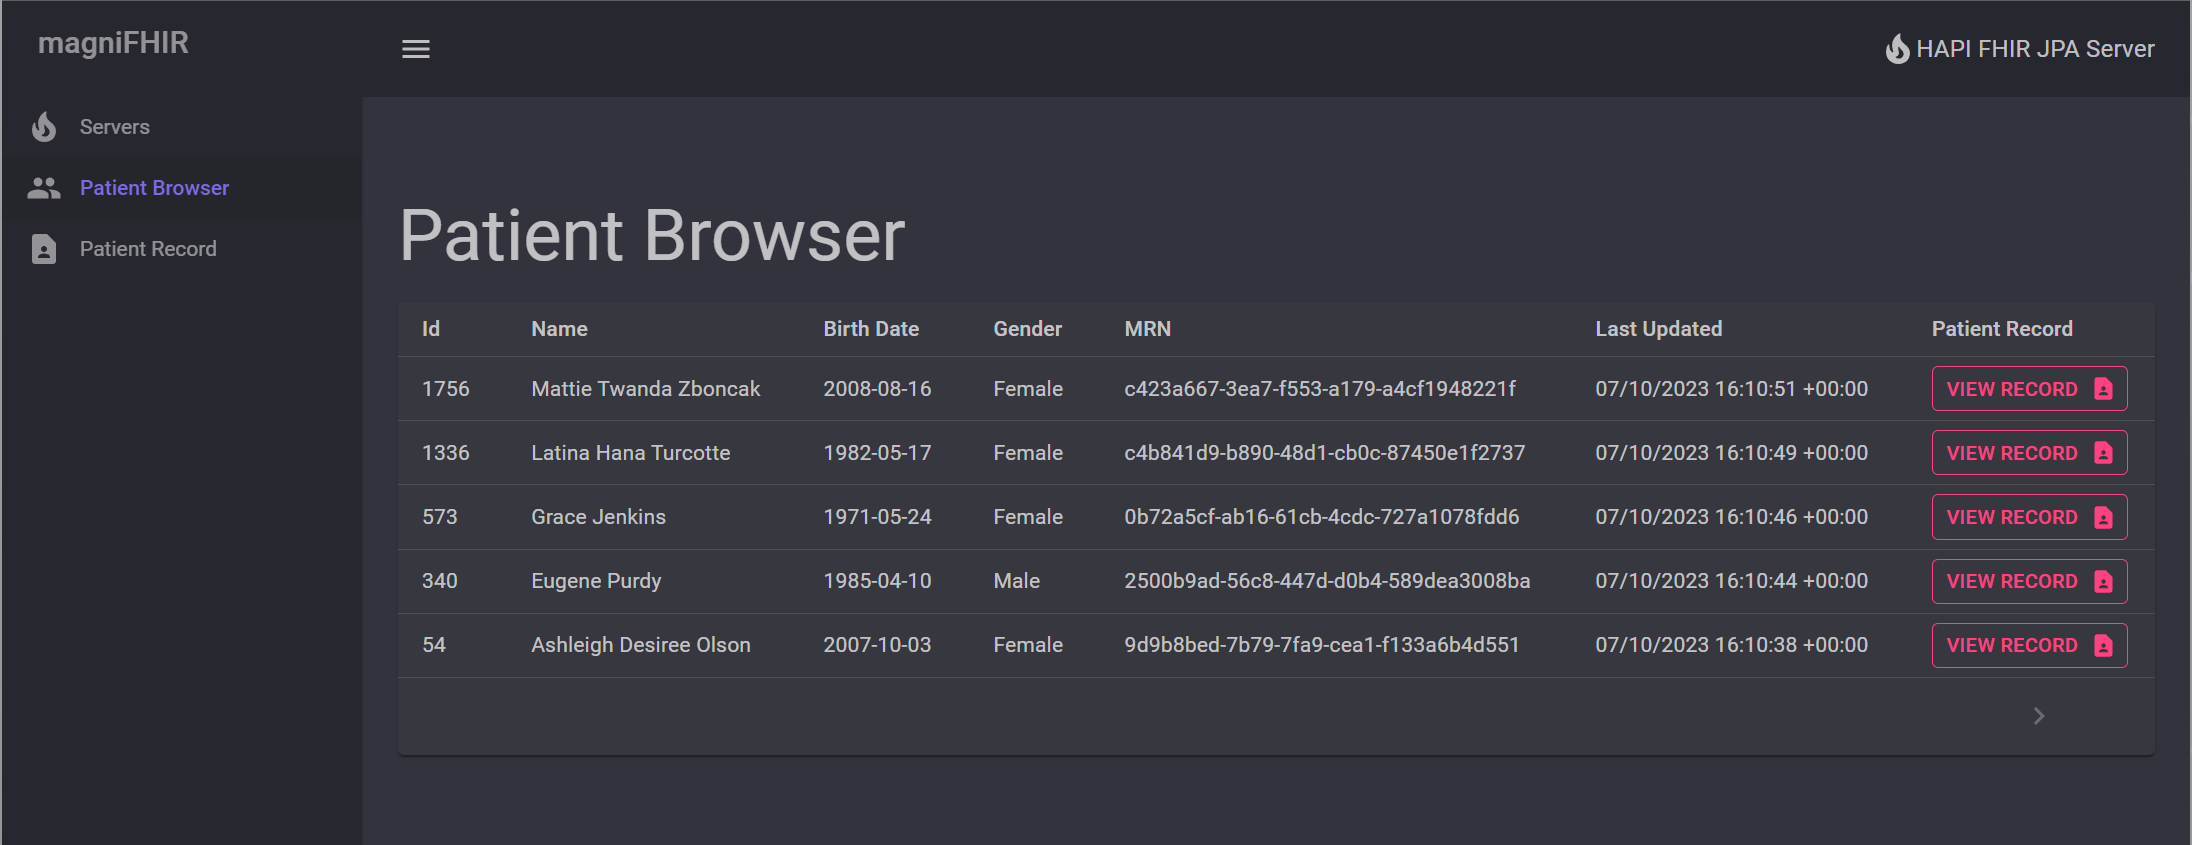 magniFHIR
HAPI FHIR JPA Server
Servers
Patient Browser
Patient Record
Patient Browser
Id Name Birth Date Gender MRN Last Updated Patient Record
1756 Mattie Twanda Zboncak 2008-08-16 Female c423a667-3ea7-f553-a179-a4cf1948221f 07/10/2023 16:10:51 +00:00 VIEW RECORD
1336 Latina Hana Turcotte 1982-05-17 Female c4b841d9-b890-48d1-cb0c-87450e1f2737 07/10/2023 16:10:49 +00:00 VIEW RECORD
573 Grace Jenkins 1971-05-24 Female 0b72a5cf-ab16-61cb-4cdc-727a1078fdd6 07/10/2023 16:10:46 +00:00 VIEW RECORD
340 Eugene Purdy 1985-04-10 Male 2500b9ad-56c8-447d-d0b4-589dea3008ba 07/10/2023 16:10:44 +00:00 VIEW RECORD
54 Ashleigh Desiree Olson 2007-10-03 Female 9d9b8bed-7b79-7fa9-cea1-f133a6b4d551 07/10/2023 16:10:38 +00:00 VIEW RECORD